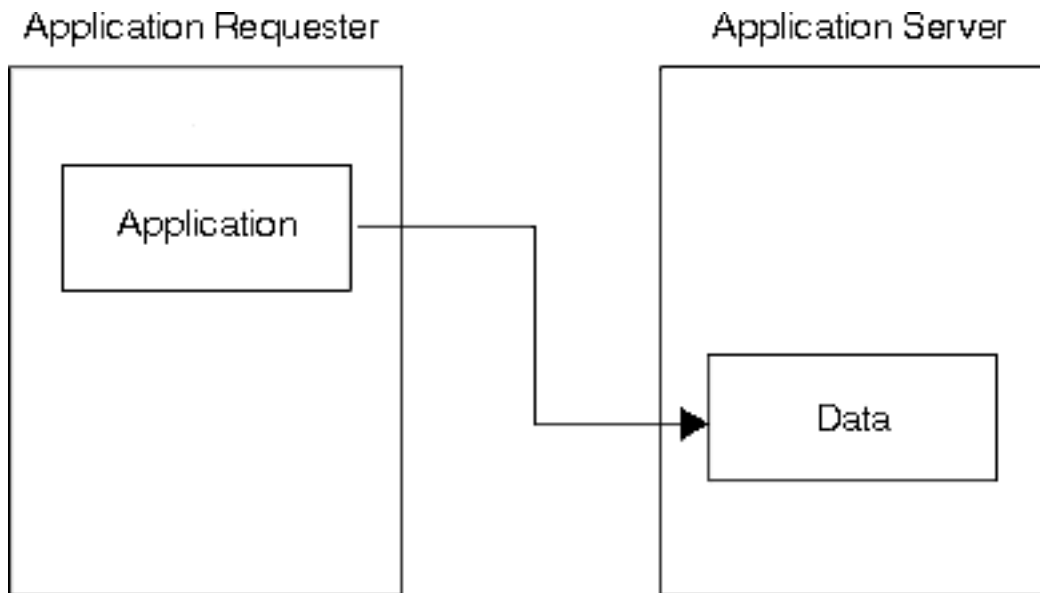 Application Requester
Application Server
Application
Data